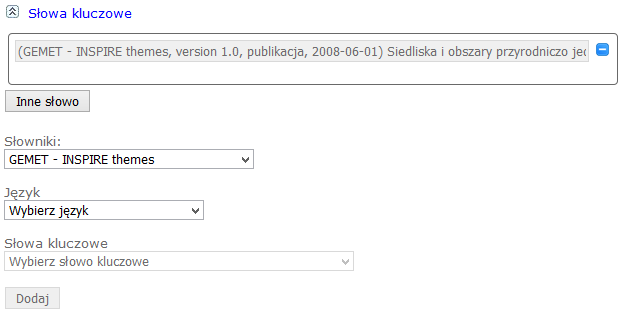 Słowa kluczowe
(GEMET - INSPIRE themes, version 1.0, publikacja, 2008-06-01) Siedliska i obszary przyrodniczo jed
Inne słowo
Słowniki:
GEMET - INSPIRE themes
Język
Wybierz język
Słowa kluczowe
Wybierz słowo kluczowe
Dodaj